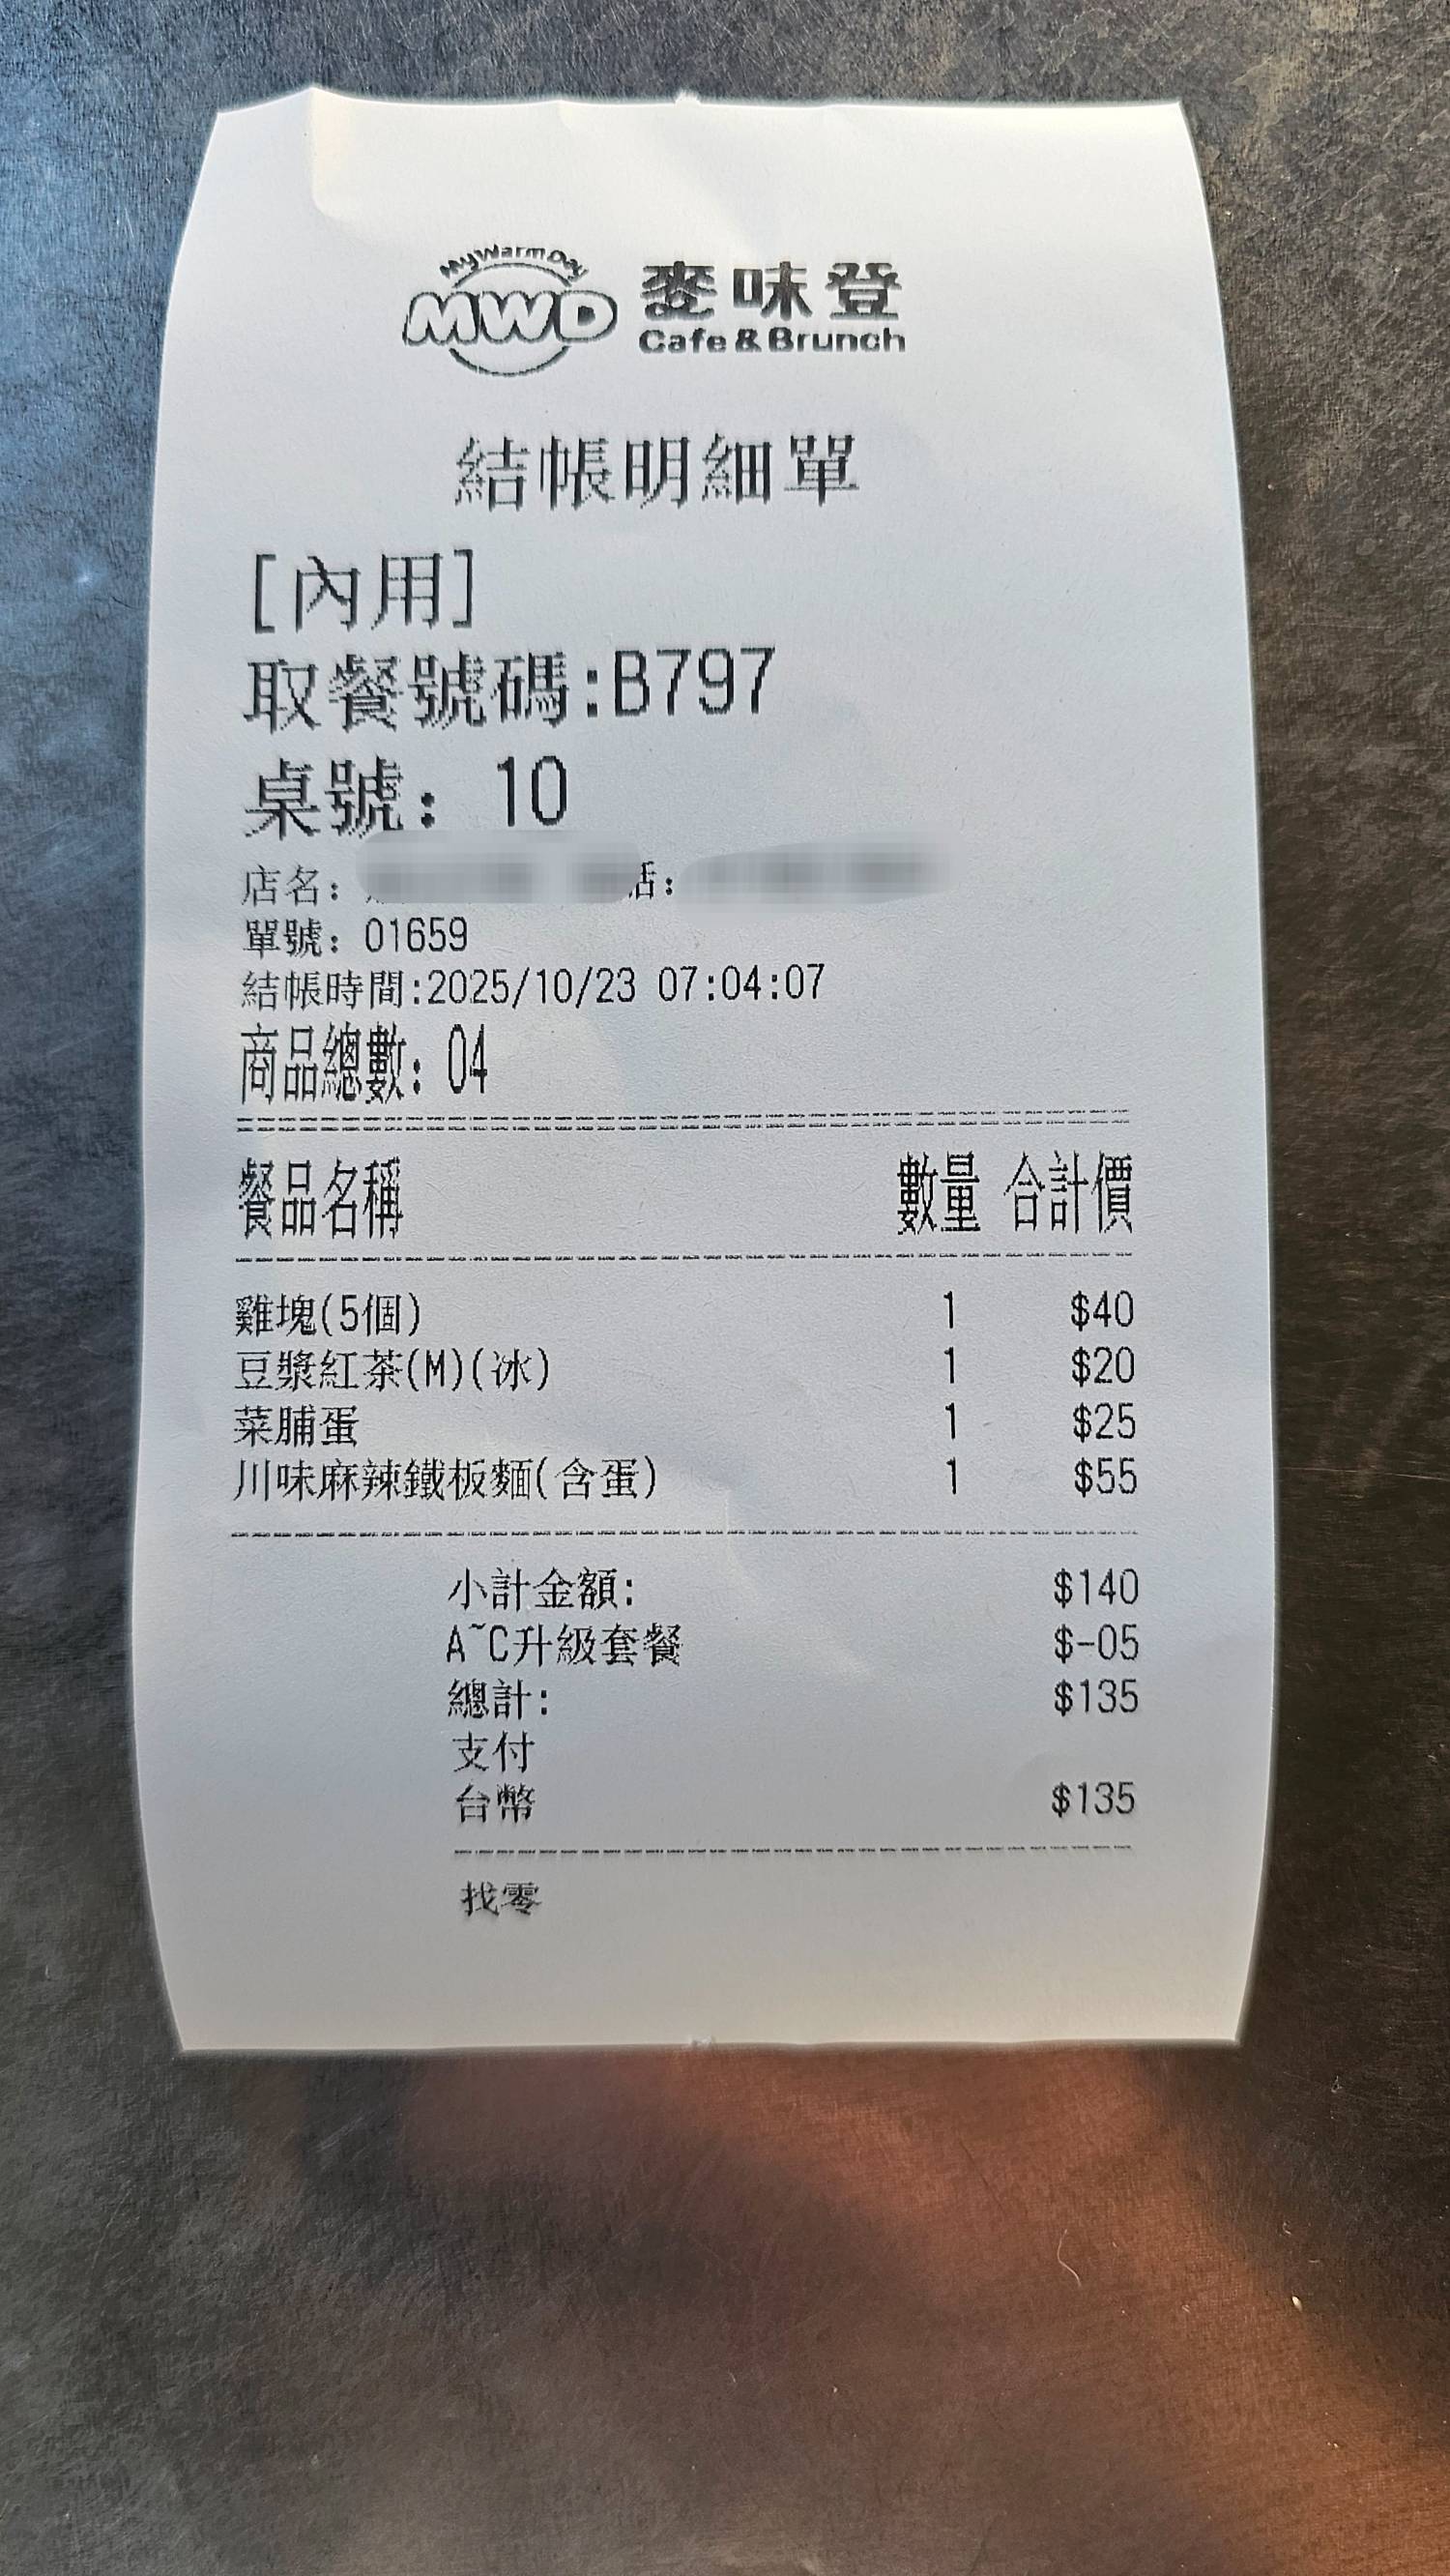 My Warm Day
MWD 麥味登
Cafe & Brunch
結帳明細單
[內用]
取餐號碼:B797
桌號: 10
店名: 話:
單號: 01659
結帳時間:2025/10/23 07:04:07
商品總數: 04
餐品名稱 數量 合計價
雞塊(5個) 1 $40
豆漿紅茶(M)(冰) 1 $20
菜脯蛋 1 $25
川味麻辣鐵板麵(含蛋) 1 $55
小計金額: $140
A~C升級套餐 $-05
總計: $135
支付
台幣 $135
找零